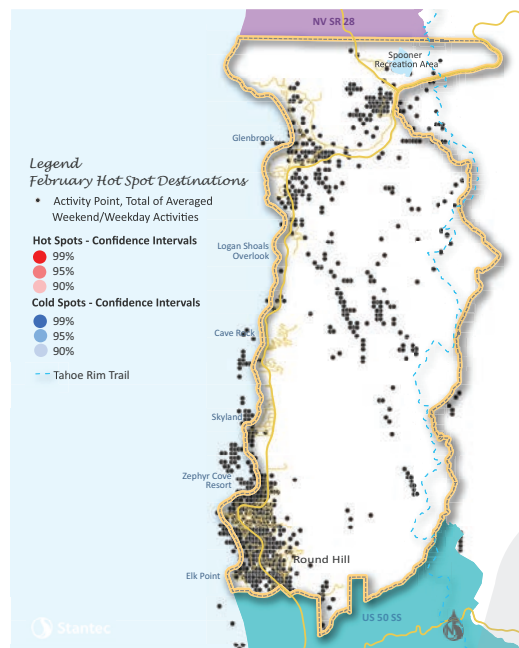 NV SR 28
Spooner
Recreation Area
Glenbrook
Legend
February Hot Spot Destinations
Activity Point, Total of Averaged
Weekend/Weekday Activities
Hot Spots - Confidence Intervals
99%
95%
90%
Cold Spots - Confidence Intervals
99%
95%
90%
Tahoe Rim Trail
Logan Shoals
Overlook
Cave Rock
Skyland
Zephyr Cove
Resort
Round Hill
Elk Point
US 50 SS
Stantec
N